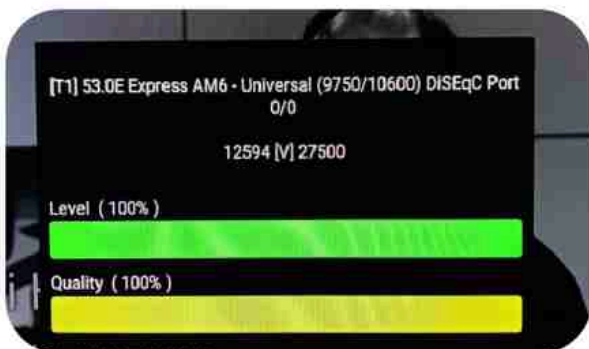 [T1] 53.0E Express AM6 - Universal (9750/10600) DiSEqC Port
0/0
12594 [V] 27500
Level ( 100% )
Quality ( 100% )